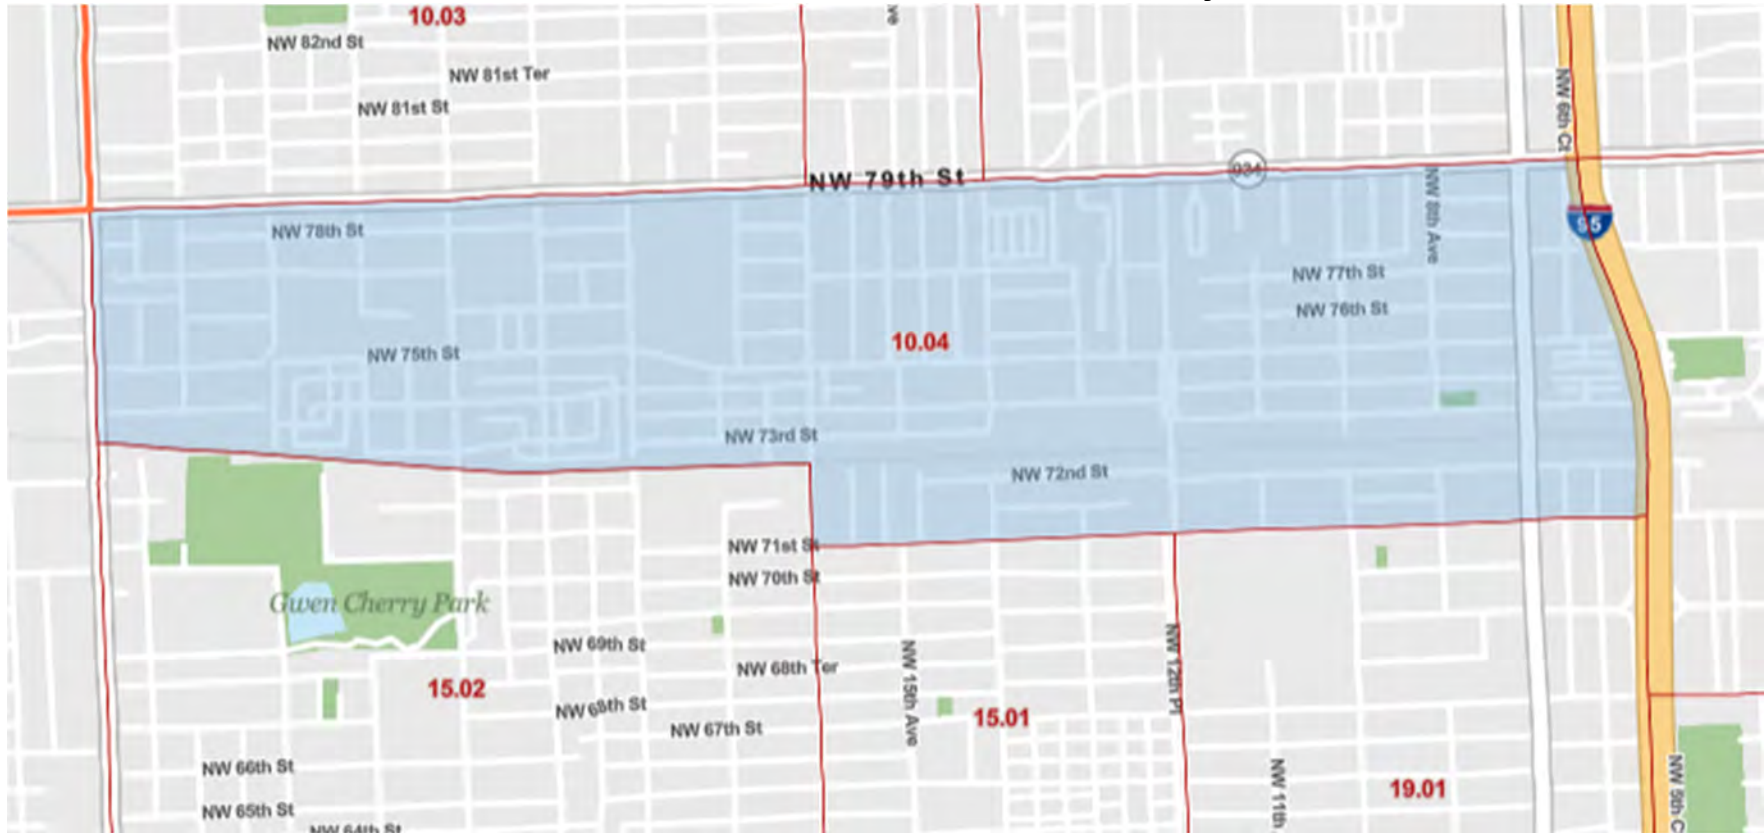 10.03
ve
NW 82nd St
NW 81st Ter
NW 81st St
NW 6th Ct
NW 79th St
934
NW 8th Ave
95
NW 78th St
NW 77th St
NW 76th St
10.04
NW 75th St
NW 73rd St
NW 72nd St
NW 71st St
NW 70th St
Gwen Cherry Park
NW 69th St
NW 12th Pl
NW 15th Ave
NW 68th Ter
15.02
NW 68th St
15.01
NW 67th St
NW 66th St
NW 11th
19.01
NW 5th C
NW 65th St
NW 64th St